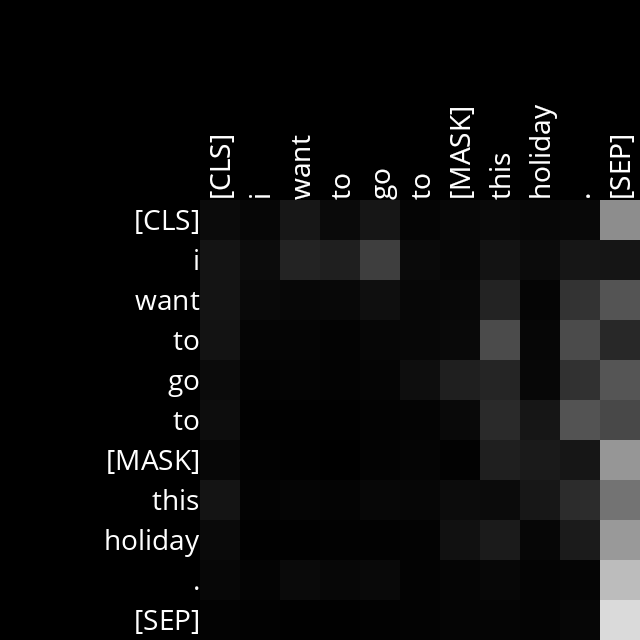 [CLS] i want to go to [MASK] this holiday . [SEP]
[CLS]
i
want
to
go
to
[MASK]
this
holiday
.
[SEP]